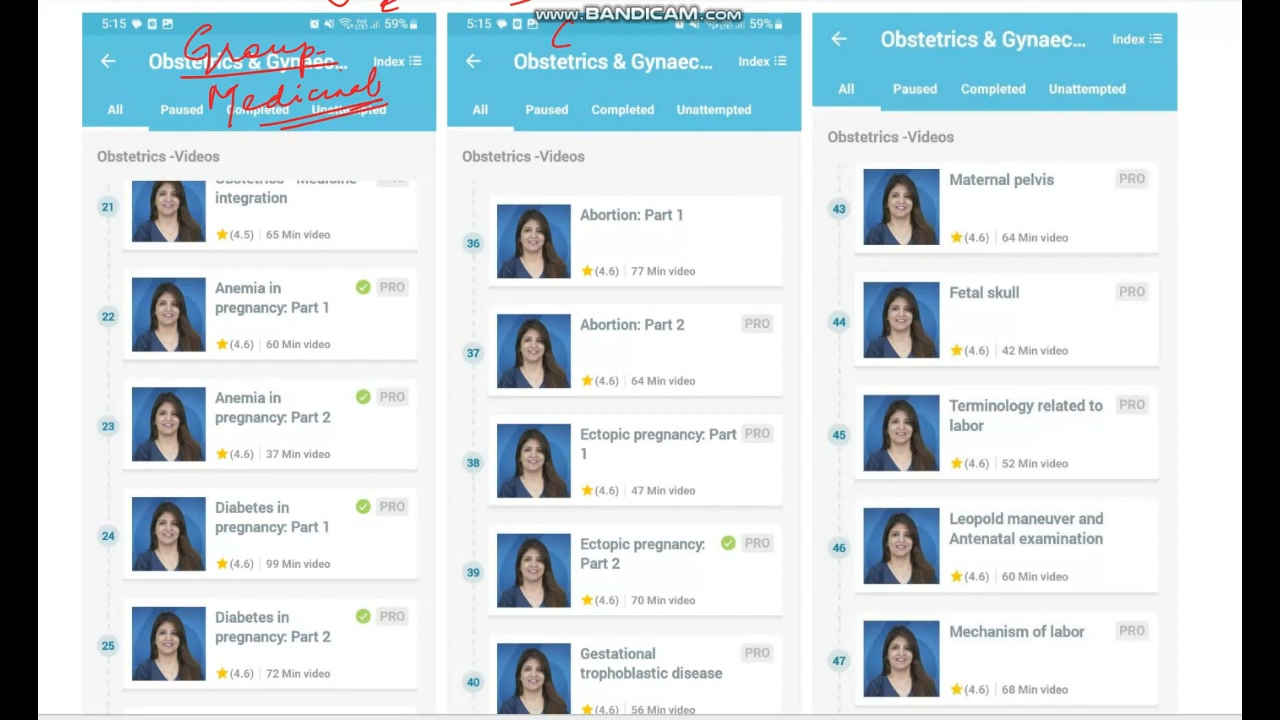 www.BANDICAM.com
5:15
59%
Obstetrics & Gynaec...
Index
Group
Medicinal
All
Paused
Completed
Unattempted
Obstetrics -Videos
21
Obstetrics - Medicine
integration
(4.5) 65 Min video
22
Anemia in
pregnancy: Part 1
PRO
(4.6) 60 Min video
23
Anemia in
pregnancy: Part 2
PRO
(4.6) 37 Min video
24
Diabetes in
pregnancy: Part 1
PRO
(4.6) 99 Min video
25
Diabetes in
pregnancy: Part 2
PRO
(4.6) 72 Min video
5:15
59%
C
Obstetrics & Gynaec...
Index
All
Paused
Completed
Unattempted
Obstetrics -Videos
36
Abortion: Part 1
(4.6) 77 Min video
37
Abortion: Part 2
PRO
(4.6) 64 Min video
38
Ectopic pregnancy: Part
1
PRO
(4.6) 47 Min video
39
Ectopic pregnancy:
Part 2
PRO
(4.6) 70 Min video
40
Gestational
trophoblastic disease
PRO
(4.6) 56 Min video
Obstetrics & Gynaec...
Index
All
Paused
Completed
Unattempted
Obstetrics -Videos
43
Maternal pelvis
PRO
(4.6) 64 Min video
44
Fetal skull
PRO
(4.6) 42 Min video
45
Terminology related to
labor
PRO
(4.6) 52 Min video
46
Leopold maneuver and
Antenatal examination
(4.6) 60 Min video
47
Mechanism of labor
PRO
(4.6) 68 Min video